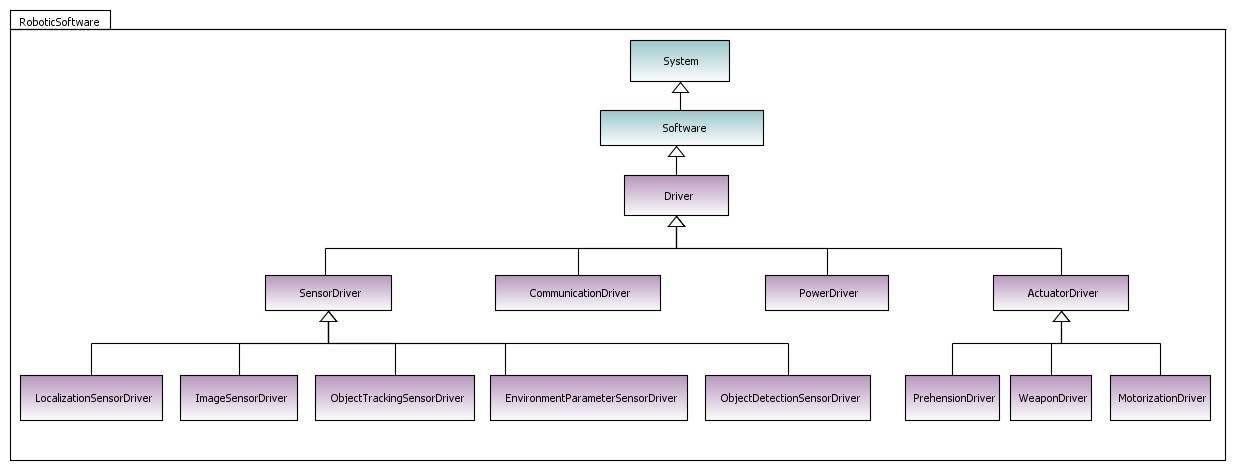 RoboticSoftware
System
Software
Driver
SensorDriver
CommunicationDriver
PowerDriver
ActuatorDriver
LocalizationSensorDriver
ImageSensorDriver
ObjectTrackingSensorDriver
EnvironmentParameterSensorDriver
ObjectDetectionSensorDriver
PrehensionDriver
WeaponDriver
MotorizationDriver